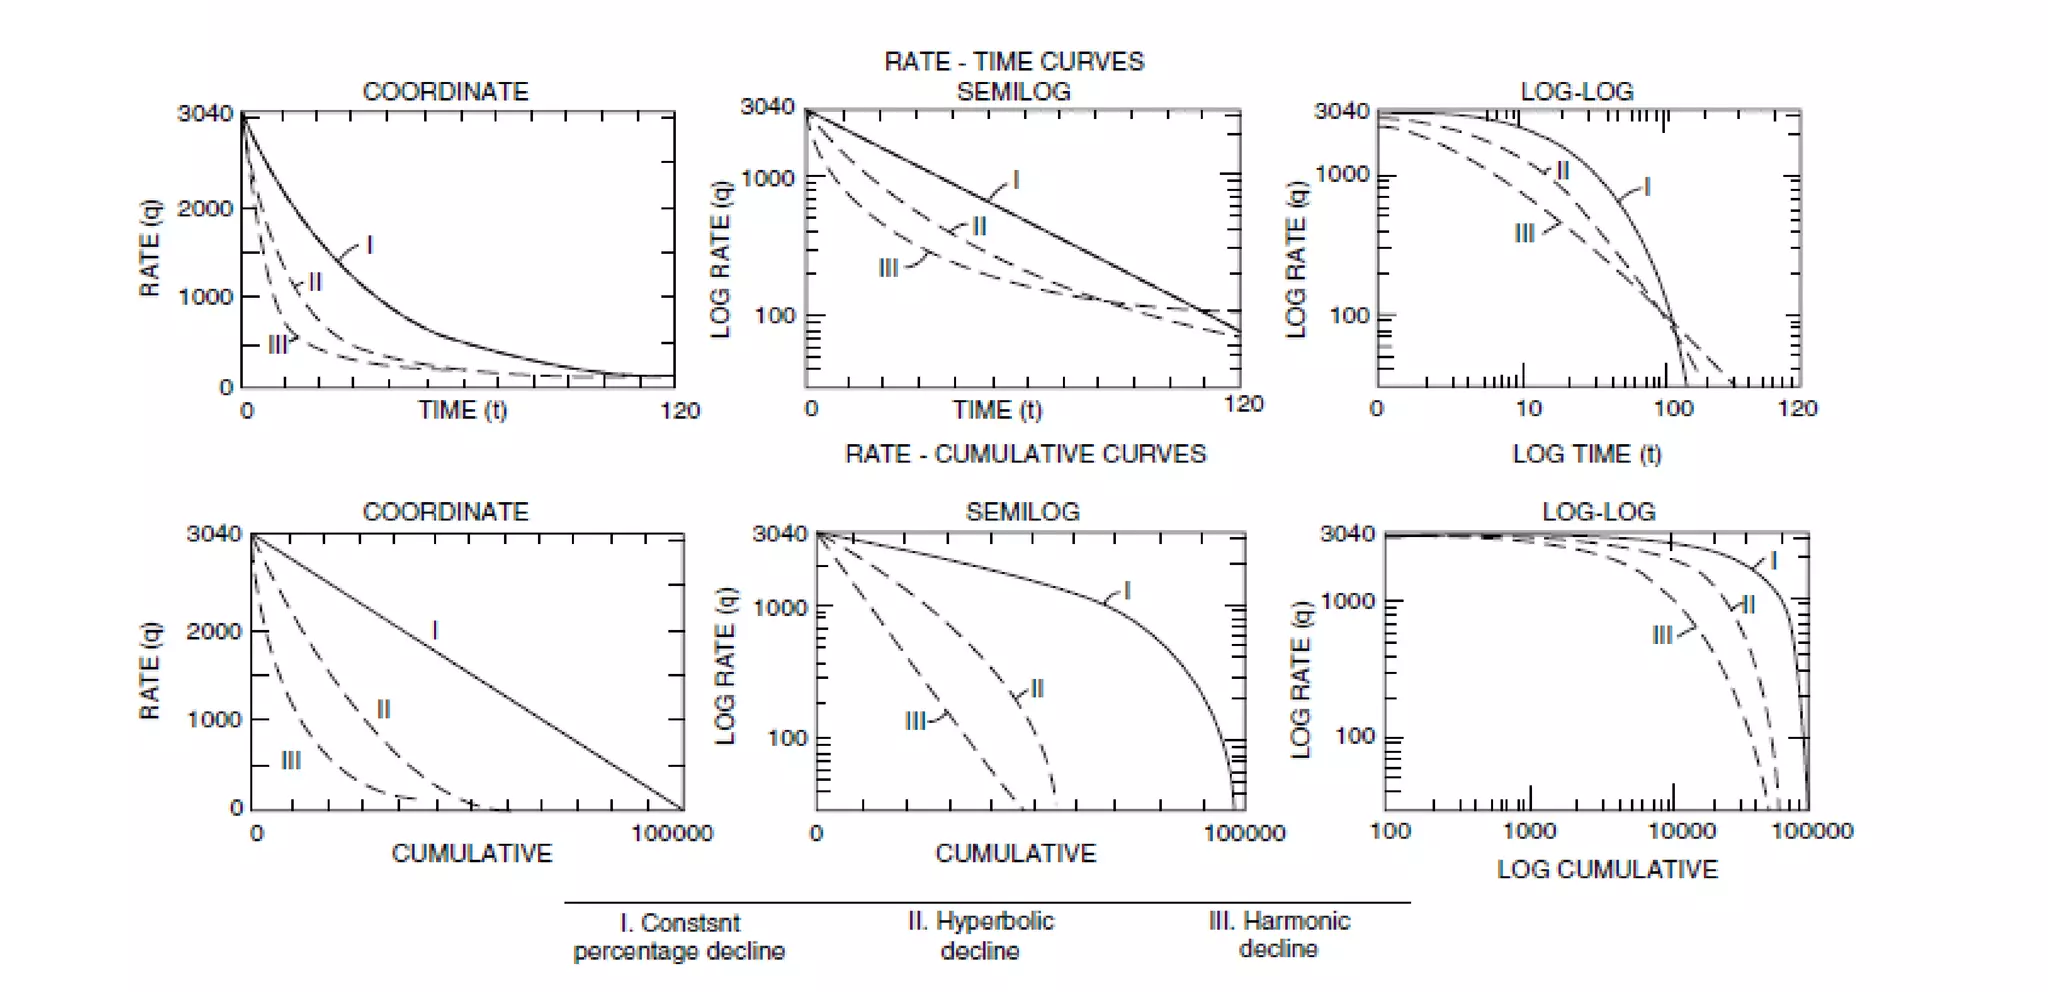 RATE - TIME CURVES
COORDINATE
SEMILOG
LOG-LOG
3040
2000
1000
0
RATE (q)
I
II
III
0
TIME (t)
120
3040
1000
100
LOG RATE (q)
I
II
III
0
TIME (t)
120
3040
1000
100
LOG RATE (q)
I
II
III
0
10
100
120
LOG TIME (t)
RATE - CUMULATIVE CURVES
COORDINATE
SEMILOG
LOG-LOG
3040
2000
1000
0
RATE (q)
I
II
III
0
100000
CUMULATIVE
3040
1000
100
LOG RATE (q)
I
II
III
0
100000
CUMULATIVE
3040
1000
100
LOG RATE (q)
I
II
III
100
1000
10000
100000
LOG CUMULATIVE
I. Constsnt
percentage decline
II. Hyperbolic
decline
III. Harmonic
decline